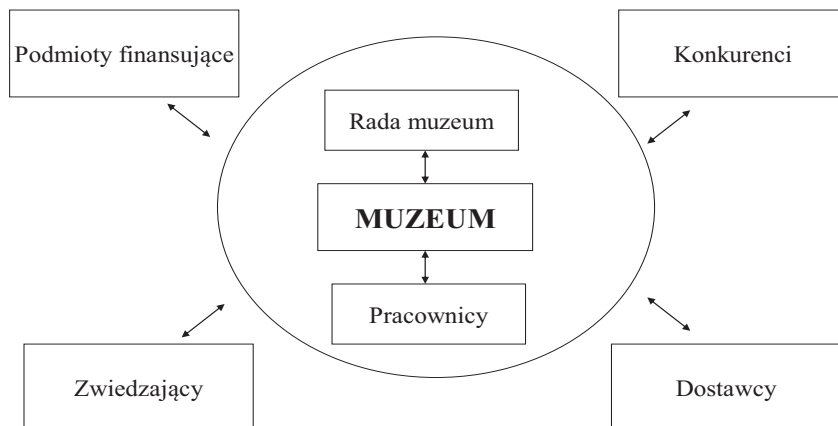 Podmioty finansujące
Konkurenci
Rada muzeum
MUZEUM
Pracownicy
Zwiedzający
Dostawcy